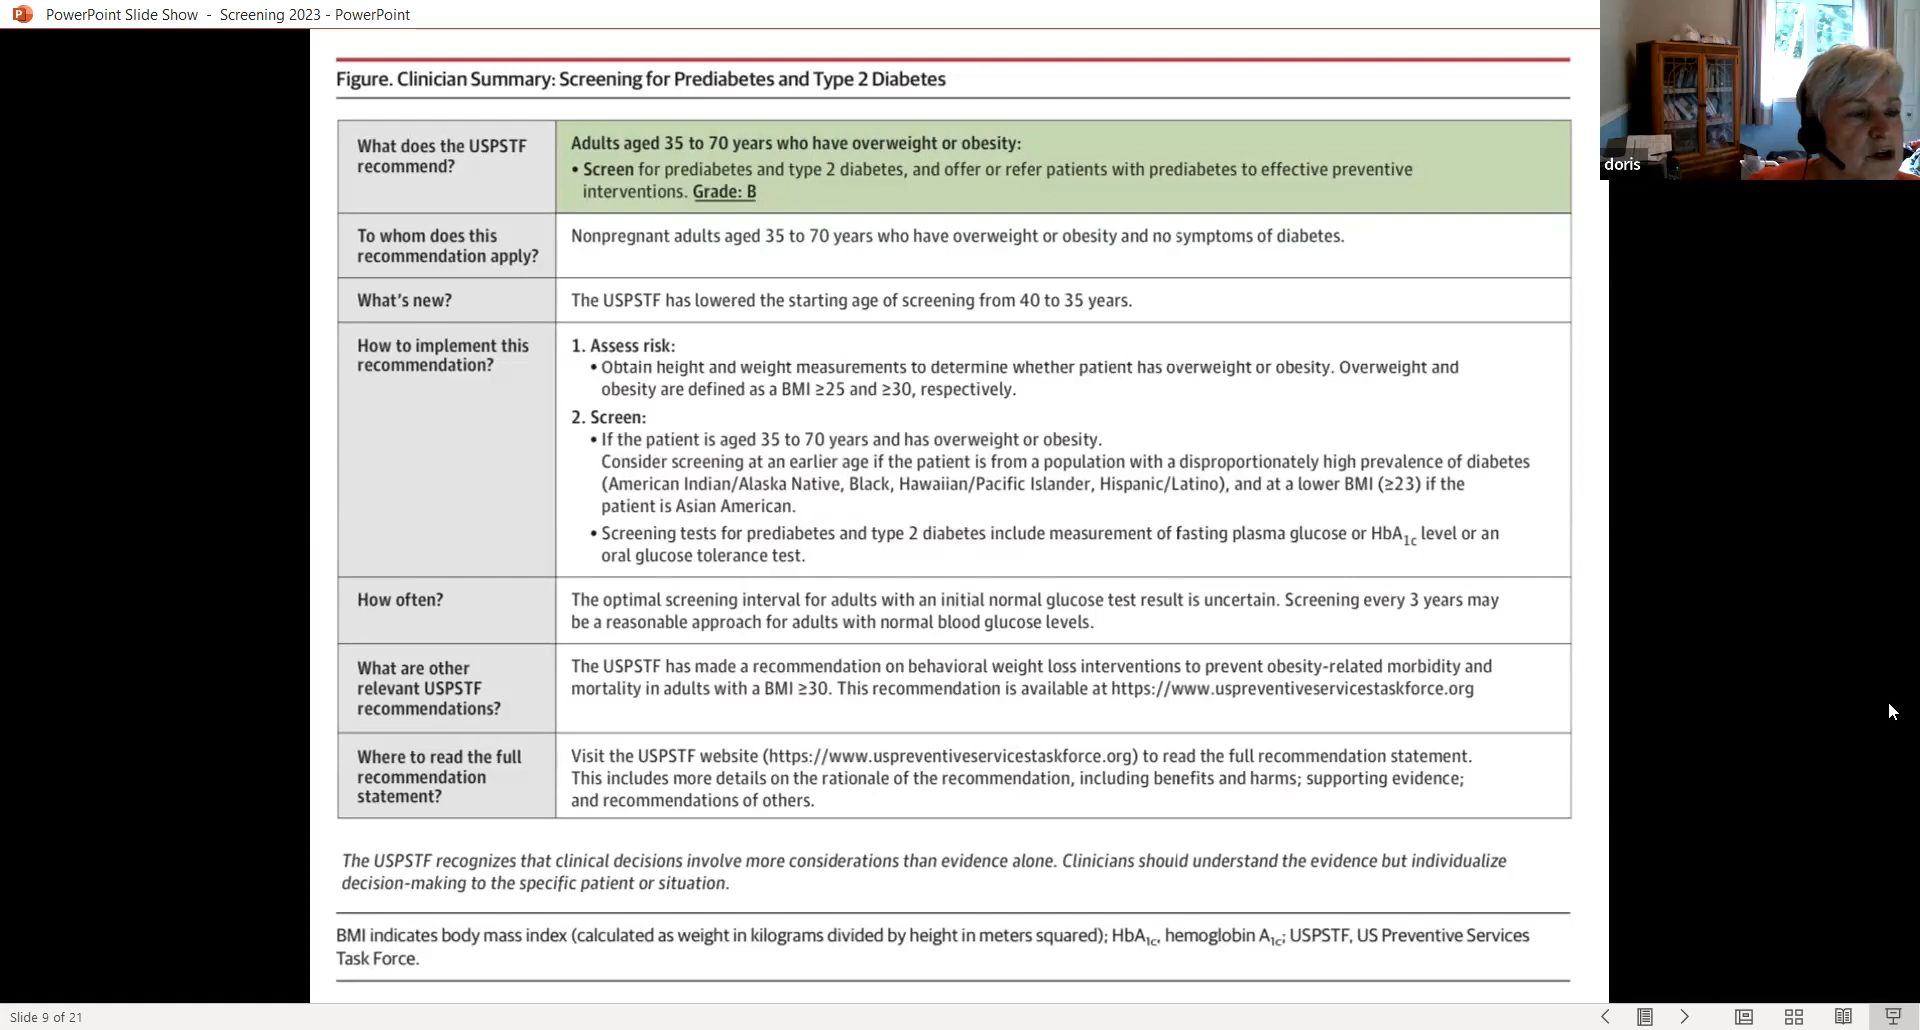 PowerPoint Slide Show - Screening 2023 - PowerPoint
doris
Figure. Clinician Summary: Screening for Prediabetes and Type 2 Diabetes
What does the USPSTF
recommend?
Adults aged 35 to 70 years who have overweight or obesity:
• Screen for prediabetes and type 2 diabetes, and offer or refer patients with prediabetes to effective preventive
interventions. Grade: B
To whom does this
recommendation apply?
Nonpregnant adults aged 35 to 70 years who have overweight or obesity and no symptoms of diabetes.
What's new?
The USPSTF has lowered the starting age of screening from 40 to 35 years.
How to implement this
recommendation?
1. Assess risk:
• Obtain height and weight measurements to determine whether patient has overweight or obesity. Overweight and
obesity are defined as a BMI ≥25 and ≥30, respectively.
2. Screen:
• If the patient is aged 35 to 70 years and has overweight or obesity.
Consider screening at an earlier age if the patient is from a population with a disproportionately high prevalence of diabetes
(American Indian/Alaska Native, Black, Hawaiian/Pacific Islander, Hispanic/Latino), and at a lower BMI (≥23) if the
patient is Asian American.
• Screening tests for prediabetes and type 2 diabetes include measurement of fasting plasma glucose or HbA1c level or an
oral glucose tolerance test.
How often?
The optimal screening interval for adults with an initial normal glucose test result is uncertain. Screening every 3 years may
be a reasonable approach for adults with normal blood glucose levels.
What are other
relevant USPSTF
recommendations?
The USPSTF has made a recommendation on behavioral weight loss interventions to prevent obesity-related morbidity and
mortality in adults with a BMI ≥30. This recommendation is available at https://www.uspreventiveservicestaskforce.org
Where to read the full
recommendation
statement?
Visit the USPSTF website (https://www.uspreventiveservicestaskforce.org) to read the full recommendation statement.
This includes more details on the rationale of the recommendation, including benefits and harms; supporting evidence;
and recommendations of others.
The USPSTF recognizes that clinical decisions involve more considerations than evidence alone. Clinicians should understand the evidence but individualize
decision-making to the specific patient or situation.
BMI indicates body mass index (calculated as weight in kilograms divided by height in meters squared); HbA1c, hemoglobin A1c; USPSTF, US Preventive Services
Task Force.
Slide 9 of 21